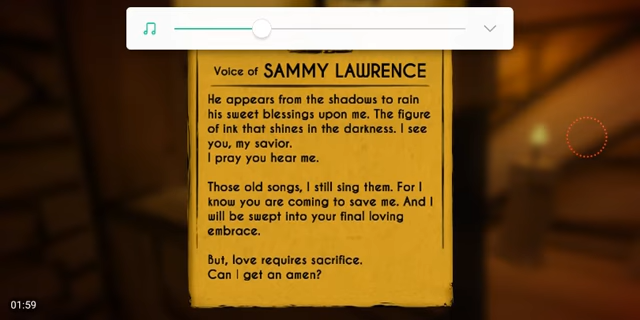 Voice of SAMMY LAWRENCE
He appears from the shadows to rain
his sweet blessings upon me. The figure
of ink that shines in the darkness. I see
you, my savior.
I pray you hear me.
Those old songs, I still sing them. For I
know you are coming to save me. And I
will be swept into your final loving
embrace.
But, love requires sacrifice.
Can I get an amen?
01:59